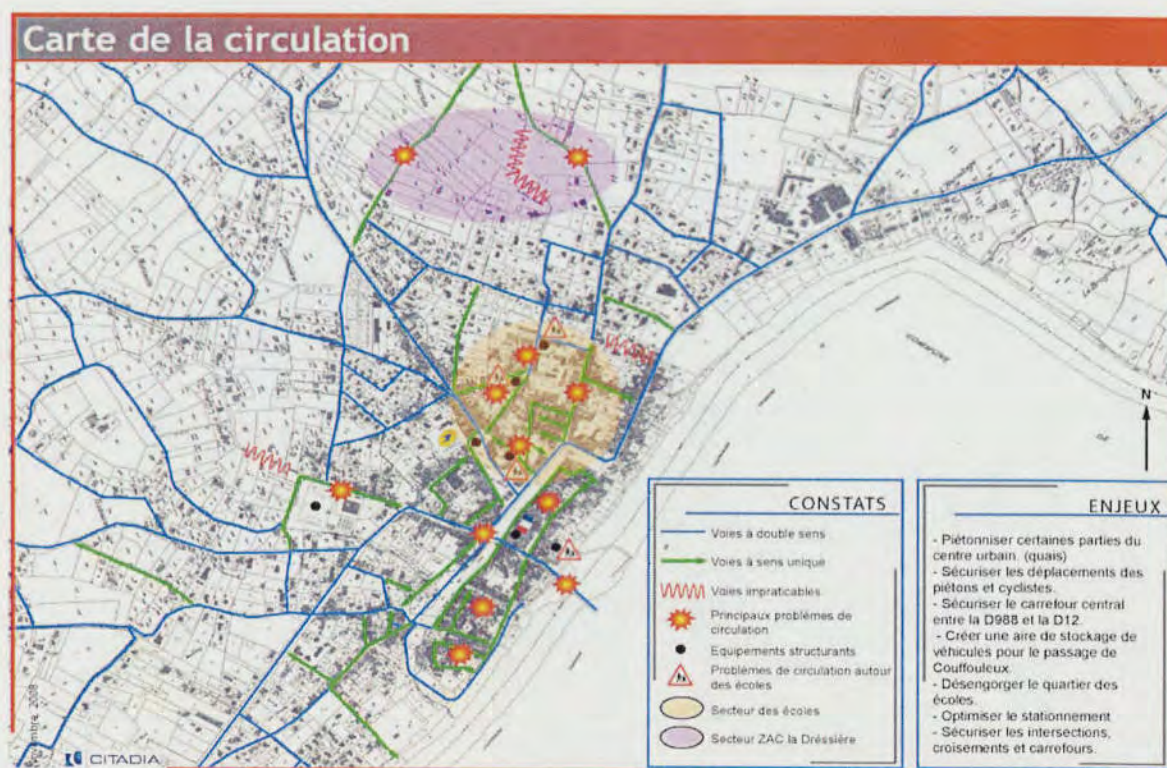 Carte de la circulation
N
CONSTATS
Voies à double sens
Voies à sens unique
Voies impraticables
Principaux problèmes de
circulation
Equipements structurants
Problèmes de circulation autour
des écoles
Secteur des écoles
Secteur ZAC la Dréssière
ENJEUX
- Piétonniser certaines parties du
centre urbain. (quais)
- Sécuriser les déplacements des
piétons et cyclistes.
- Sécuriser le carrefour central
entre la D988 et la D12.
- Créer une aire de stockage de
véhicules pour le passage de
Couffouleux.
- Désengorger le quartier des
écoles.
- Optimiser le stationnement
- Sécuriser les intersections,
croisements et carrefours.
2008
CITADIA